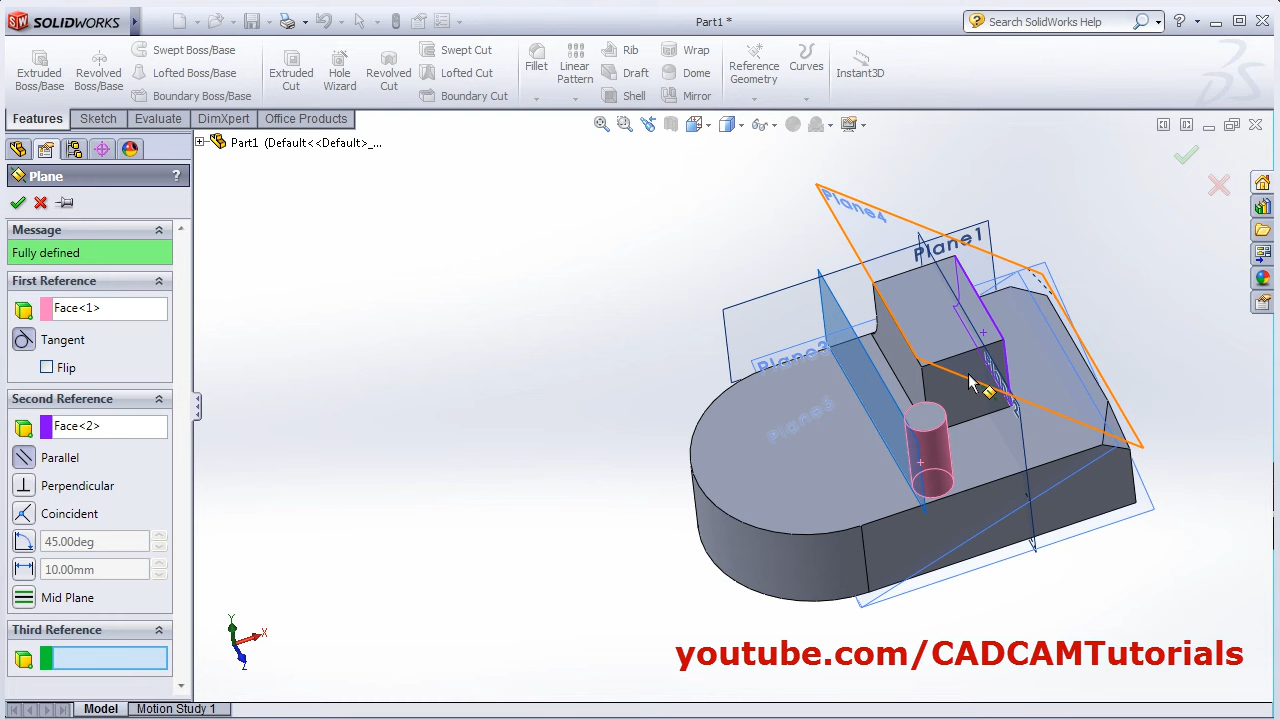 SOLIDWORKS
Part1 *
Search SolidWorks Help
Extruded Boss/Base
Revolved Boss/Base
Swept Boss/Base
Lofted Boss/Base
Boundary Boss/Base
Extruded Cut
Hole Wizard
Revolved Cut
Swept Cut
Lofted Cut
Boundary Cut
Fillet
Linear Pattern
Rib
Draft
Shell
Wrap
Dome
Mirror
Reference Geometry
Curves
Instant3D
Features
Sketch
Evaluate
DimXpert
Office Products
Part1 (Default<<Default>_...
Plane
?
Message
Fully defined
First Reference
Face<1>
Tangent
Flip
Second Reference
Face<2>
Parallel
Perpendicular
Coincident
45.00deg
10.00mm
Mid Plane
Third Reference
Plane4
Plane1
Plane3
Y
X
Z
youtube.com/CADCAMTutorials
Model
Motion Study 1